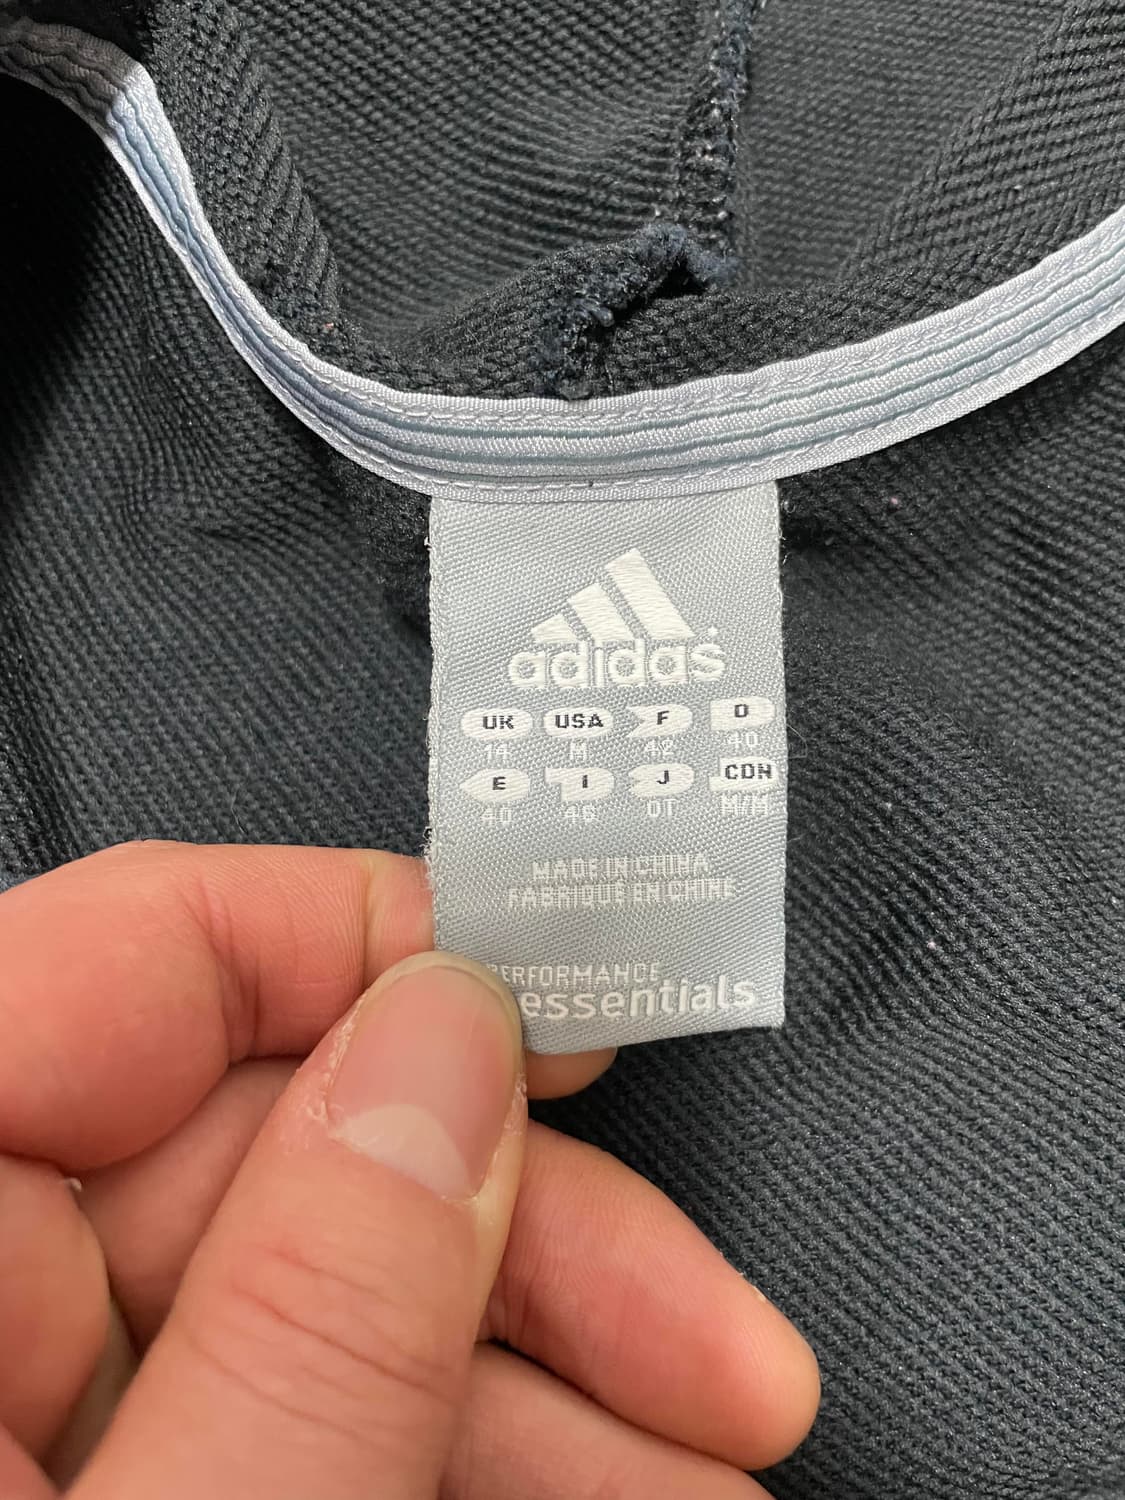 adidas
UK USA F D
14 M 42 40
E I J CDN
40 46 OT M/M
MADE IN CHINA
FABRIQUÉ EN CHINE
PERFORMANCE
essentials